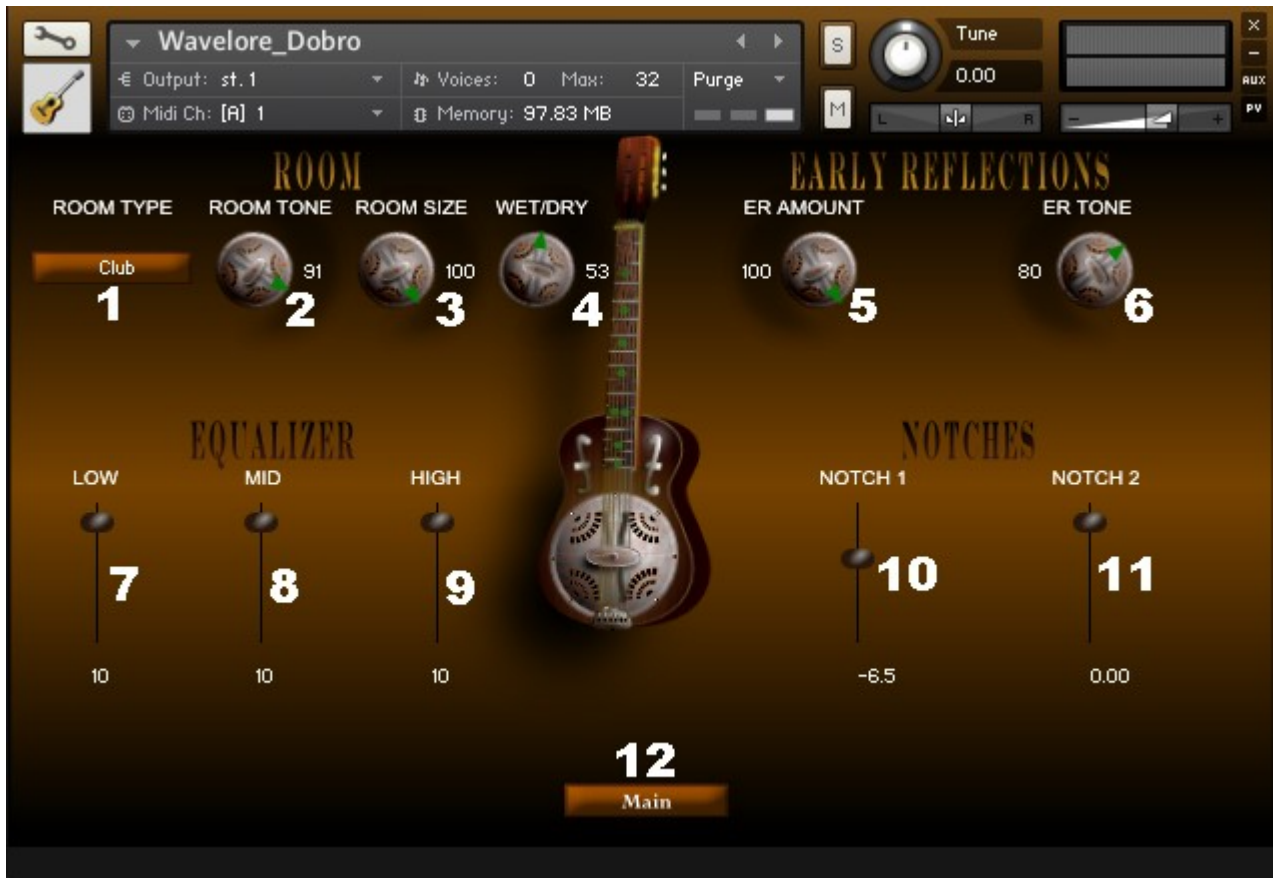 Wavelore_Dobro
S
Tune
Output: st. 1
Voices: 0 Max: 32
Purge
0.00
AUX
Midi Ch: [A] 1
Memory: 97.83 MB
M
L
R
PV
ROOM
EARLY REFLECTIONS
ROOM TYPE
ROOM TONE
ROOM SIZE
WET/DRY
ER AMOUNT
ER TONE
Club
91
100
53
100
80
1
2
3
4
5
6
EQUALIZER
NOTCHES
LOW
MID
HIGH
NOTCH 1
NOTCH 2
7
8
9
10
11
10
10
10
-6.5
0.00
12
Main